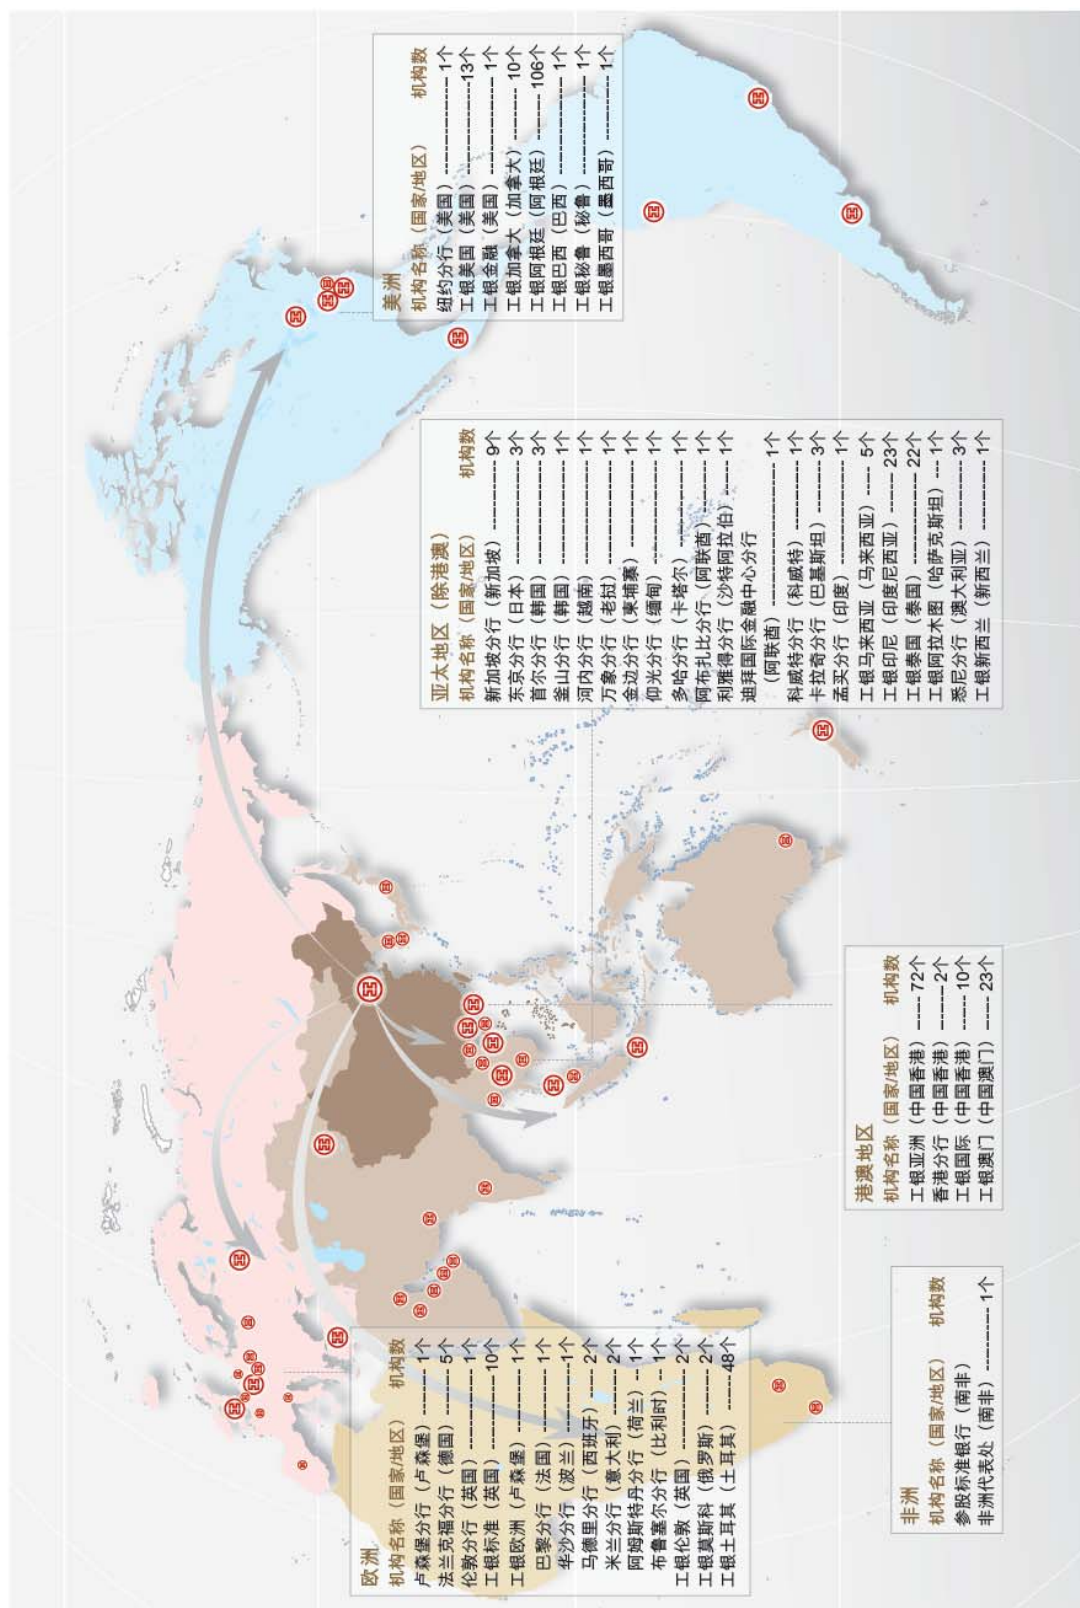 美洲
机构名称（国家/地区） 机构数
纽约分行（美国） ---------------- 1个
工银美国（美国） ---------------13个
工银金融（美国） ---------------- 1个
工银加拿大（加拿大） --------- 10个
工银阿根廷（阿根廷） -------- 106个
工银巴西（巴西） ---------------- 1个
工银秘鲁（秘鲁） ---------------- 1个
工银墨西哥（墨西哥） ----------- 1个
亚太地区（除港澳）
机构名称（国家/地区） 机构数
新加坡分行（新加坡） ----------- 9个
东京分行（日本） ---------------- 3个
首尔分行（韩国） ---------------- 3个
釜山分行（韩国） ---------------- 1个
河内分行（越南） ---------------- 1个
万象分行（老挝） ---------------- 1个
金边分行（柬埔寨） ------------- 1个
仰光分行（缅甸） ---------------- 1个
多哈分行（卡塔尔） ------------- 1个
阿布扎比分行（阿联酋） -------- 1个
利雅得分行（沙特阿拉伯） ----- 1个
迪拜国际金融中心分行
（阿联酋） ----------------------- 1个
科威特分行（科威特） ----------- 1个
卡拉奇分行（巴基斯坦） -------- 3个
孟买分行（印度） ---------------- 1个
工银马来西亚（马来西亚） ----- 5个
工银印尼（印度尼西亚） ------ 23个
工银泰国（泰国） -------------- 22个
工银阿拉木图（哈萨克斯坦） --- 1个
悉尼分行（澳大利亚） ----------- 3个
工银新西兰（新西兰） ----------- 1个
港澳地区
机构名称（国家/地区） 机构数
工银亚洲（中国香港） ----- 72个
香港分行（中国香港） -------2个
工银国际（中国香港） ----- 10个
工银澳门（中国澳门） ----- 23个
欧洲
机构名称（国家/地区） 机构数
卢森堡分行（卢森堡） --------- 1个
法兰克福分行（德国） --------- 5个
伦敦分行（英国） -------------- 1个
工银标准（英国） ------------- 10个
工银欧洲（卢森堡） ----------- 1个
巴黎分行（法国） -------------- 1个
华沙分行（波兰） -------------- 1个
马德里分行（西班牙） --------- 2个
米兰分行（意大利） ----------- 2个
阿姆斯特丹分行（荷兰） -- 1个
布鲁塞尔分行（比利时） --- 1个
工银伦敦（英国） -------------- 2个
工银莫斯科（俄罗斯） -------- 2个
工银土耳其（土耳其） ------48个
非洲
机构名称（国家/地区） 机构数
参股标准银行（南非）
非洲代表处（南非） ----------- 1个